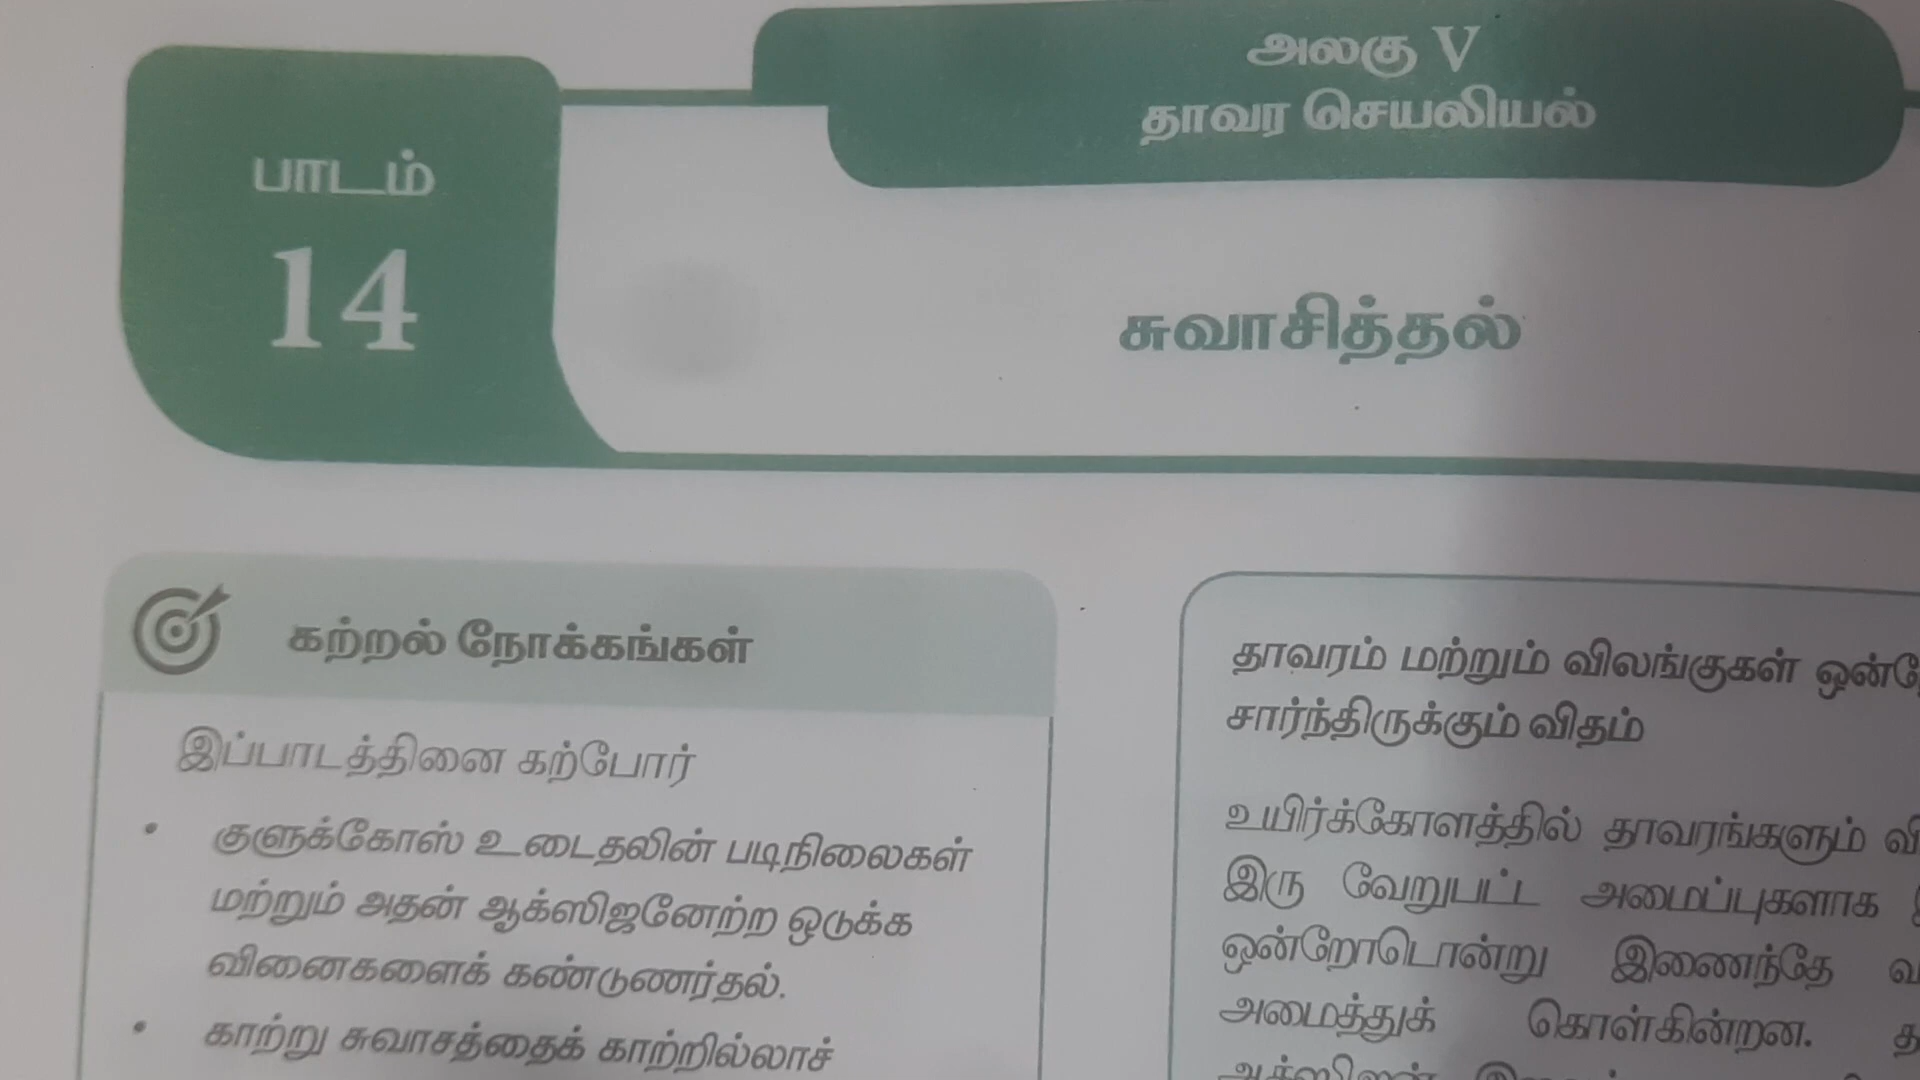 அலகு V
தாவர செயலியல்
பாடம்
14
சுவாசித்தல்
கற்றல் நோக்கங்கள்
இப்பாடத்தினை கற்போர்
• குளுக்கோஸ் உடைதலின் படிநிலைகள்
மற்றும் அதன் ஆக்ஸிஜனேற்ற ஒடுக்க
வினைகளைக் கண்டுணர்தல்.
• காற்று சுவாசத்தைக் காற்றில்லாச்
தாவரம் மற்றும் விலங்குகள்
சார்ந்திருக்கும் விதம்
உயிர்க்கோளத்தில் தாவரங்களும்
இரு வேறுபட்ட அமைப்புகளாக
ஒன்றோடொன்று இணைந்தே
அமைத்துக் கொள்கின்றன.